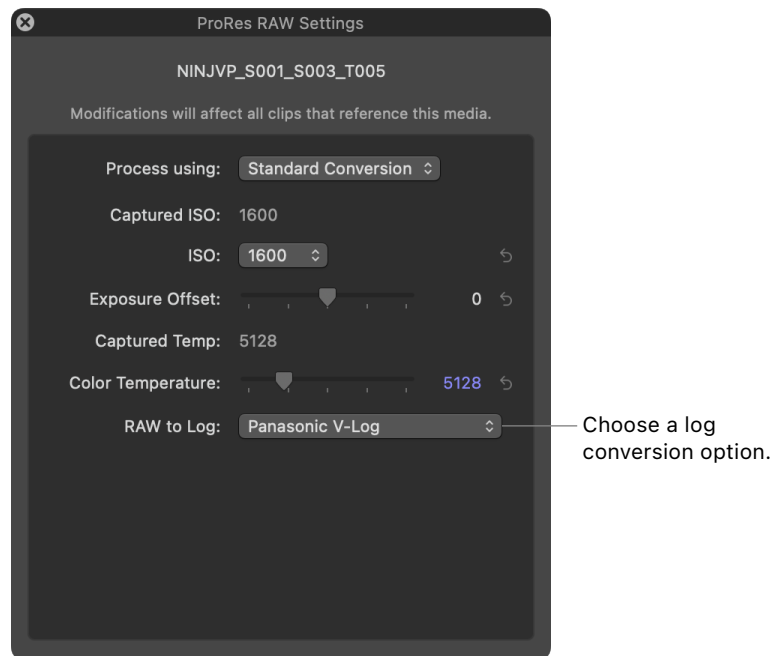 ProRes RAW Settings
NINJVP_S001_S003_T005
Modifications will affect all clips that reference this media.
Process using: Standard Conversion
Captured ISO: 1600
ISO: 1600
Exposure Offset: 0
Captured Temp: 5128
Color Temperature: 5128
RAW to Log: Panasonic V-Log
Choose a log
conversion option.